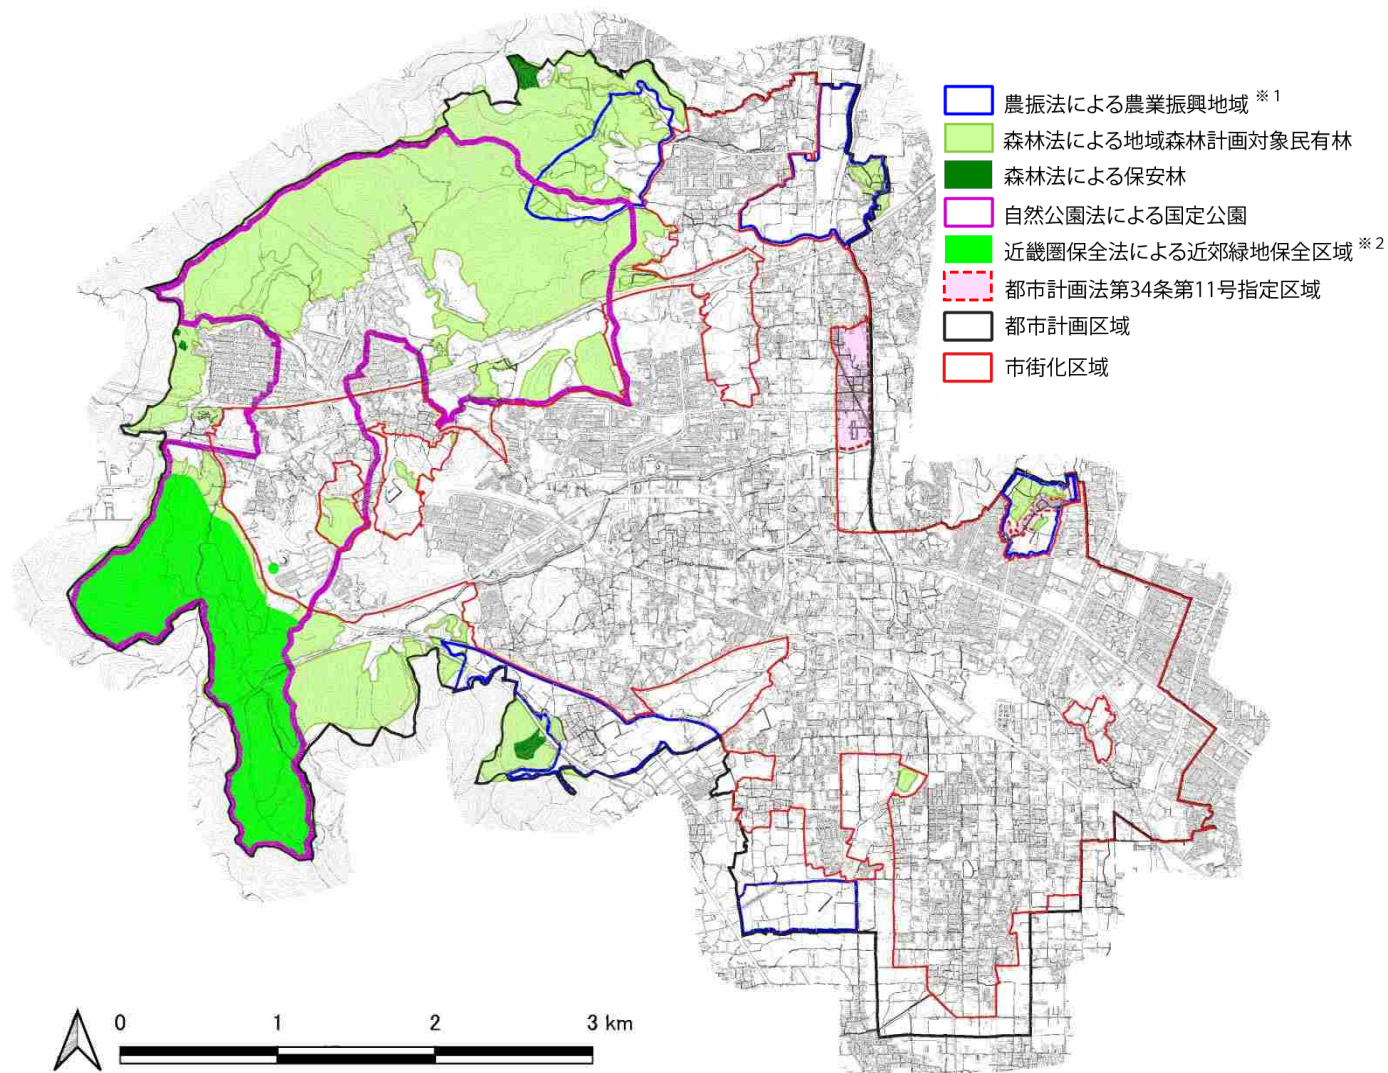 農振法による農業振興地域 ※1
森林法による地域森林計画対象民有林
森林法による保安林
自然公園法による国定公園
近畿圏保全法による近郊緑地保全区域 ※2
都市計画法第34条第11号指定区域
都市計画区域
市街化区域
0 1 2 3 km